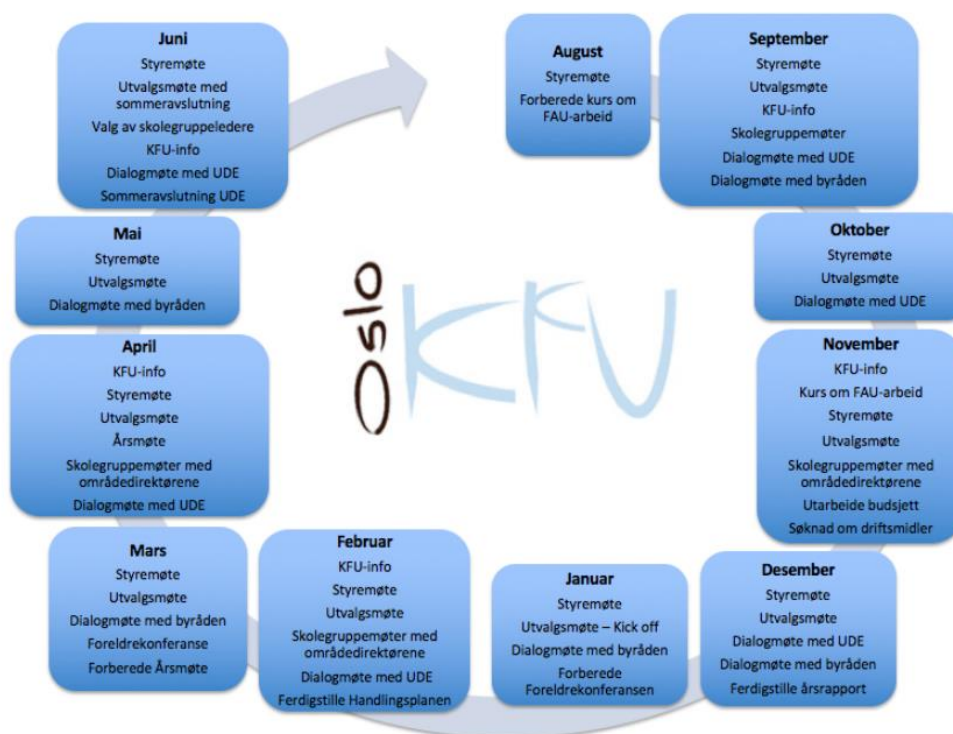 August
Styremøte
Forberede kurs om
FAU-arbeid
September
Styremøte
Utvalgsmøte
KFU-info
Skolegruppemøter
Dialogmøte med UDE
Dialogmøte med byråden
Oktober
Styremøte
Utvalgsmøte
Dialogmøte med UDE
November
KFU-info
Kurs om FAU-arbeid
Styremøte
Utvalgsmøte
Skolegruppemøter med
områdedirektørene
Utarbeide budsjett
Søknad om driftsmidler
Desember
Styremøte
Utvalgsmøte
Dialogmøte med UDE
Dialogmøte med byråden
Ferdigstille årsrapport
Januar
Styremøte
Utvalgsmøte – Kick off
Dialogmøte med byråden
Forberede
Foreldrekonferansen
Februar
KFU-info
Styremøte
Utvalgsmøte
Skolegruppemøter med
områdedirektørene
Dialogmøte med UDE
Ferdigstille Handlingsplanen
Mars
Styremøte
Utvalgsmøte
Dialogmøte med byråden
Foreldrekonferanse
Forberede Årsmøte
April
KFU-info
Styremøte
Utvalgsmøte
Årsmøte
Skolegruppemøter med
områdedirektørene
Dialogmøte med UDE
Mai
Styremøte
Utvalgsmøte
Dialogmøte med byråden
Juni
Styremøte
Utvalgsmøte med
sommeravslutning
Valg av skolegruppeledere
KFU-info
Dialogmøte med UDE
Sommeravslutning UDE
Oslo KFU